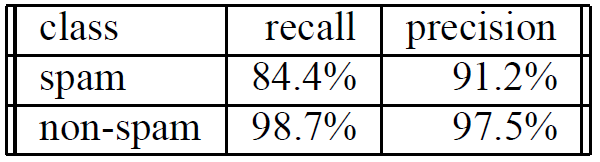 class recall precision
spam 84.4% 91.2%
non-spam 98.7% 97.5%